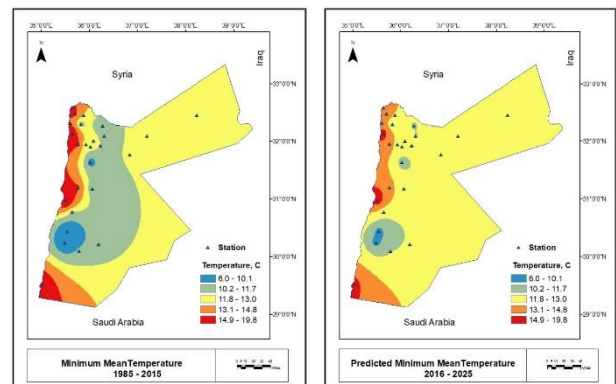 35°0'0"E 36°0'0"E 37°0'0"E 38°0'0"E 39°0'0"E
N
Syria
Iraq
33°0'0"N
32°0'0"N
31°0'0"N
30°0'0"N
29°0'0"N
Station
Temperature, C
6.0 - 10.1
10.2 - 11.7
11.8 - 13.0
13.1 - 14.8
14.9 - 19.8
Saudi Arabia
Minimum MeanTemperature
1985 - 2015
35°0'0"E 36°0'0"E 37°0'0"E 38°0'0"E 39°0'0"E
N
Syria
Iraq
33°0'0"N
32°0'0"N
31°0'0"N
30°0'0"N
29°0'0"N
Station
Temperature, C
6.0 - 10.1
10.2 - 11.7
11.8 - 13.0
13.1 - 14.8
14.9 - 19.8
Saudi Arabia
Predicted Minimum MeanTemperature
2016 - 2025